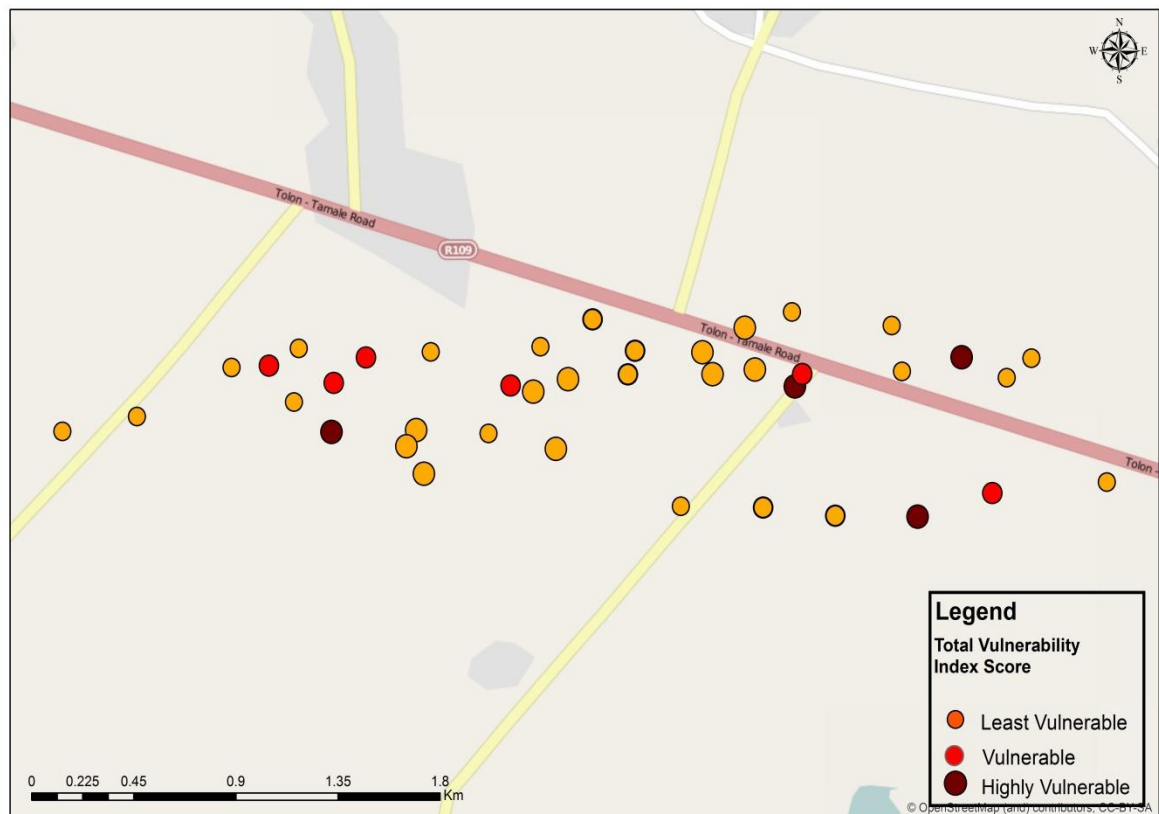 N
W E
S
Tolon - Tamale Road
R109
Tolon - Tamale Road
Tolon -
Legend
Total Vulnerability
Index Score
Least Vulnerable
Vulnerable
Highly Vulnerable
0 0.225 0.45 0.9 1.35 1.8
Km
© OpenStreetMap (and) contributors, CC-BY-SA